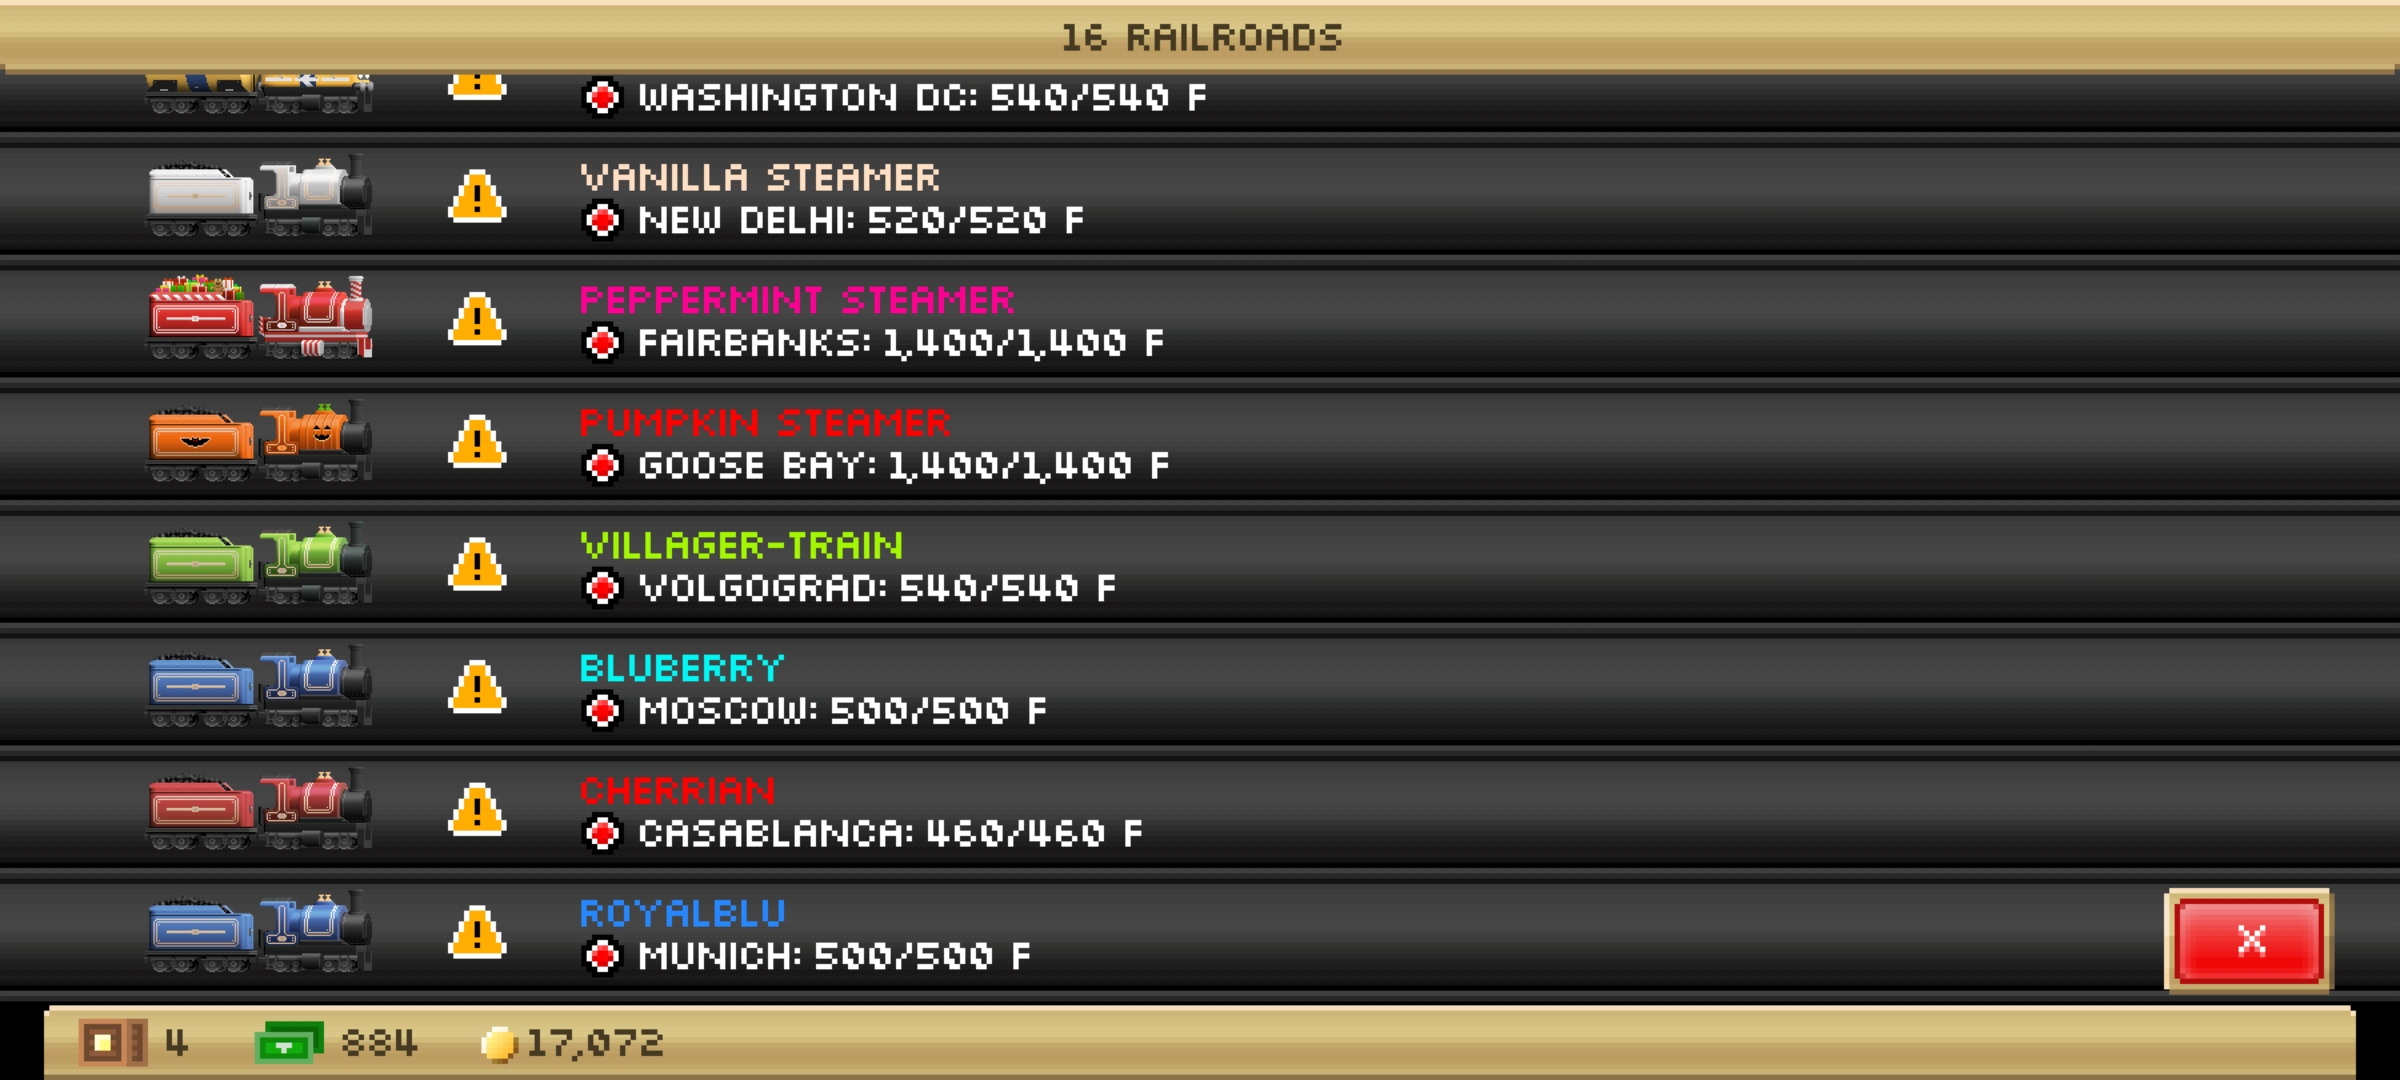 16 RAILROADS
WASHINGTON DC: 540/540 F
VANILLA STEAMER
NEW DELHI: 520/520 F
PEPPERMINT STEAMER
FAIRBANKS: 1,400/1,400 F
PUMPKIN STEAMER
GOOSE BAY: 1,400/1,400 F
VILLAGER-TRAIN
VOLGOGRAD: 540/540 F
BLUBERRY
MOSCOW: 500/500 F
CHERRIAN
CASABLANCA: 460/460 F
ROYALBLU
MUNICH: 500/500 F
X
4 884 17,072